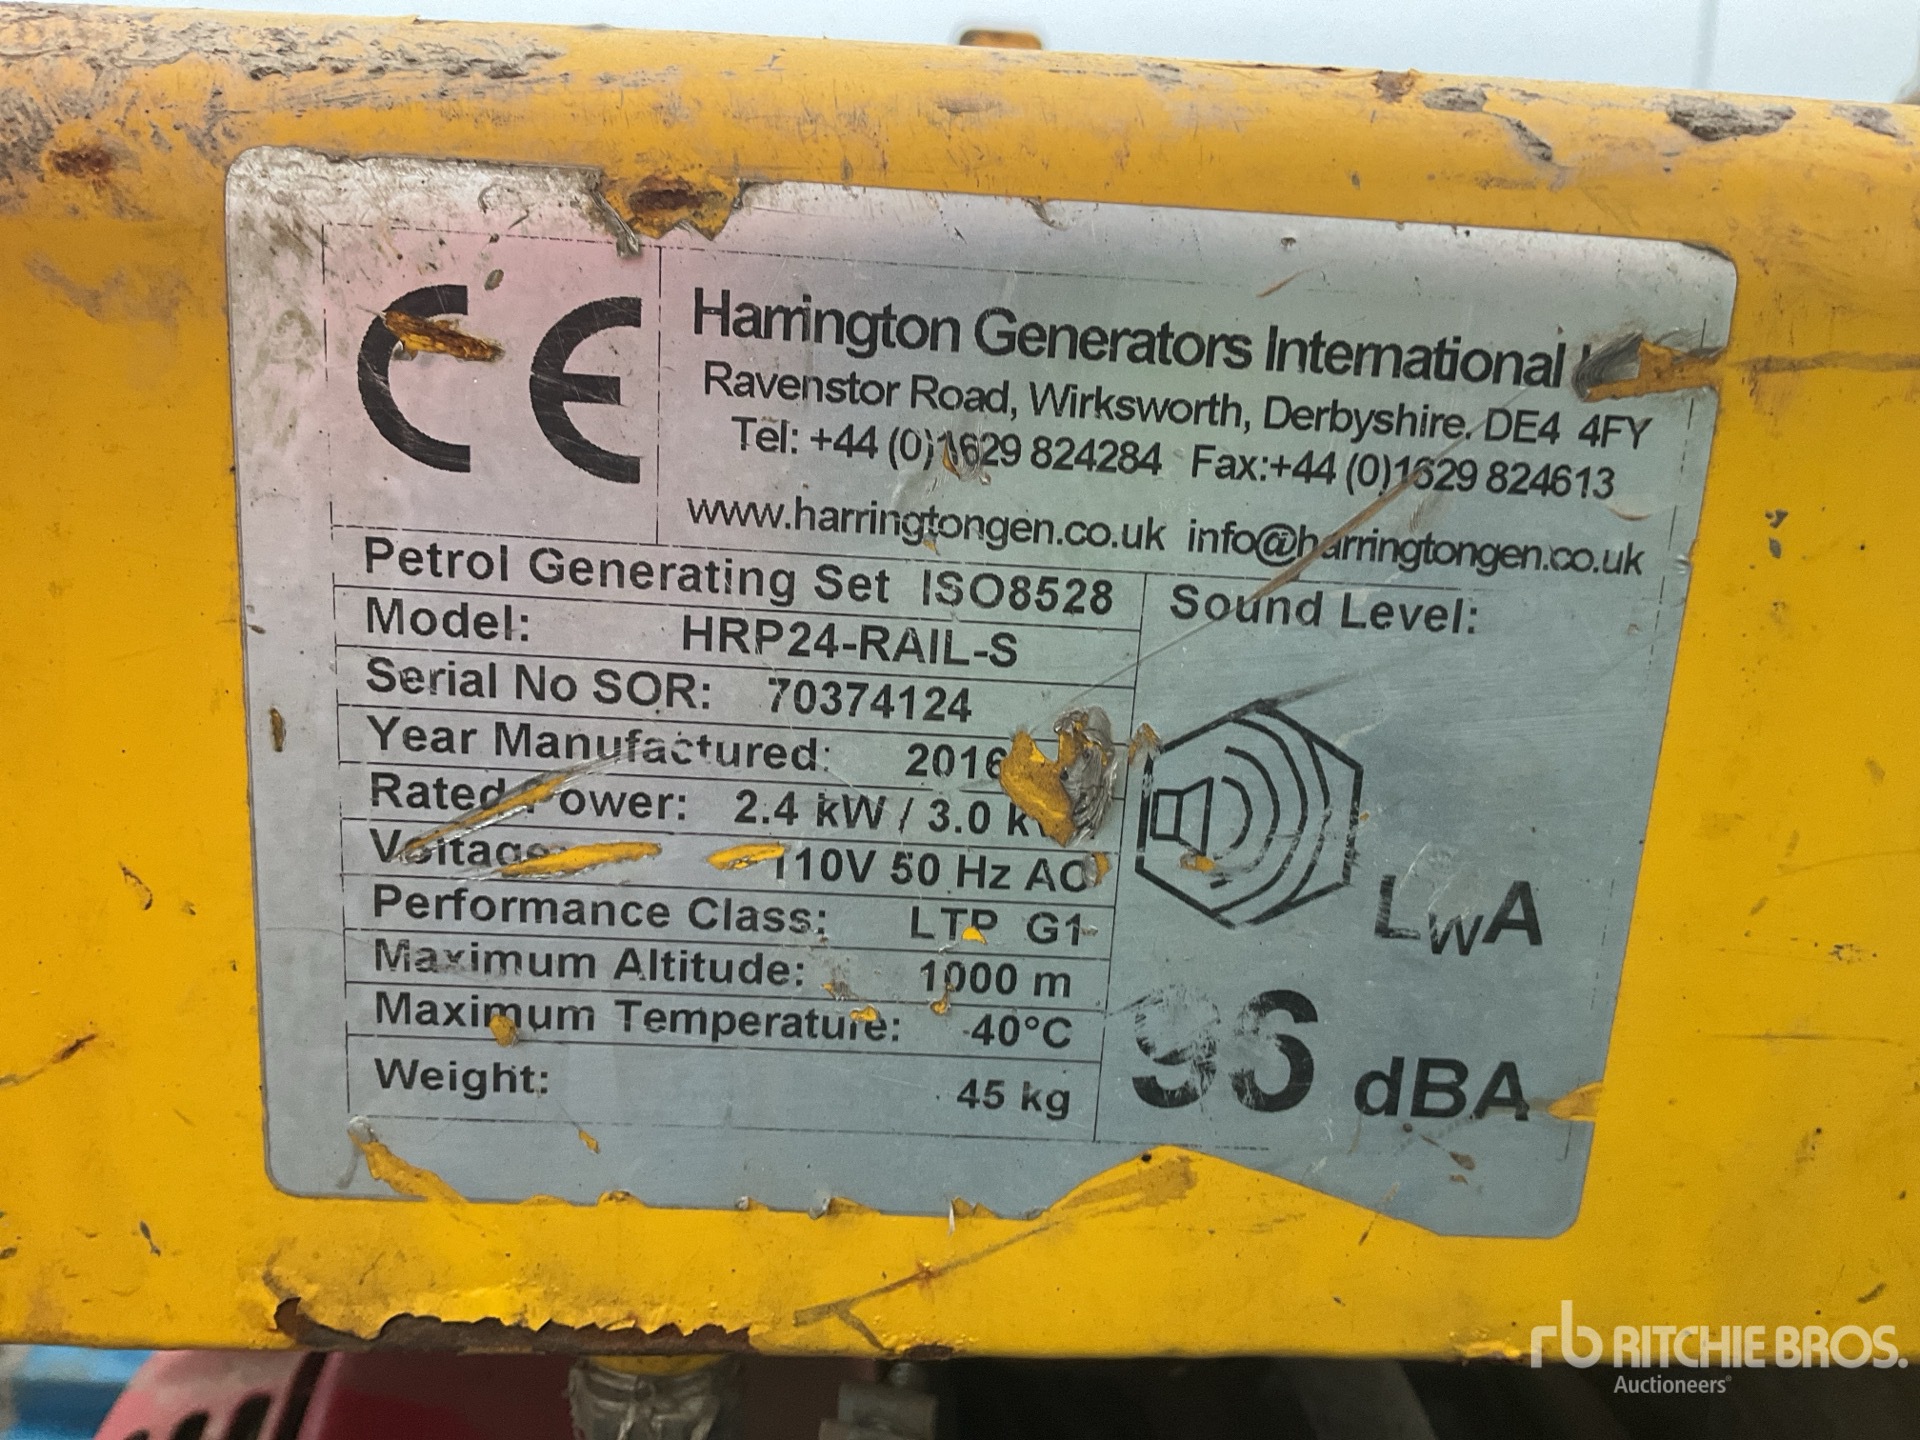 CE
Harrington Generators International
Ravenstor Road, Wirksworth, Derbyshire. DE4 4FY
Tel: +44 (0)1629 824284 Fax:+44 (0)1629 824613
www.harringtongen.co.uk info@harringtongen.co.uk
Petrol Generating Set ISO8528
Model: HRP24-RAIL-S
Serial No SOR: 70374124
Year Manufactured: 2016
Rated Power: 2.4 kW / 3.0
Voltage: 110V 50 Hz AC
Performance Class: LTP G1
Maximum Altitude: 1000 m
Maximum Temperature: 40°C
Weight: 45 kg
Sound Level:
LWA
96 dBA
rb RITCHIE BROS.
Auctioneers